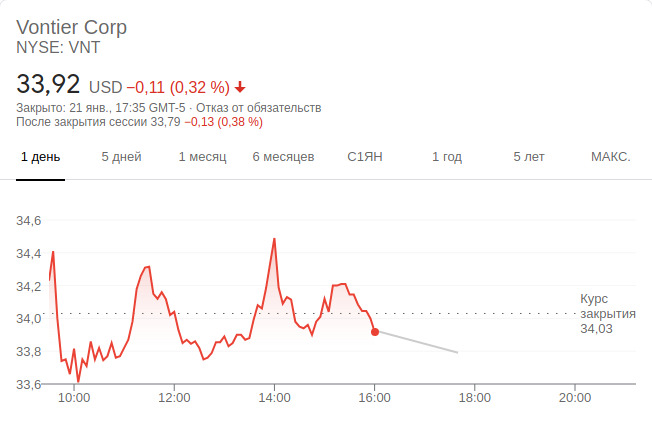 Vontier Corp
NYSE: VNT
33,92 USD −0,11 (0,32 %)
Закрыто: 21 янв., 17:35 GMT-5 · Отказ от обязательств
После закрытия сессии 33,79 −0,13 (0,38 %)
1 день 5 дней 1 месяц 6 месяцев С1ЯН 1 год 5 лет МАКС.
34,6
34,4
34,2
34,0
33,8
33,6
Курс
закрытия
34,03
10:00 12:00 14:00 16:00 18:00 20:00